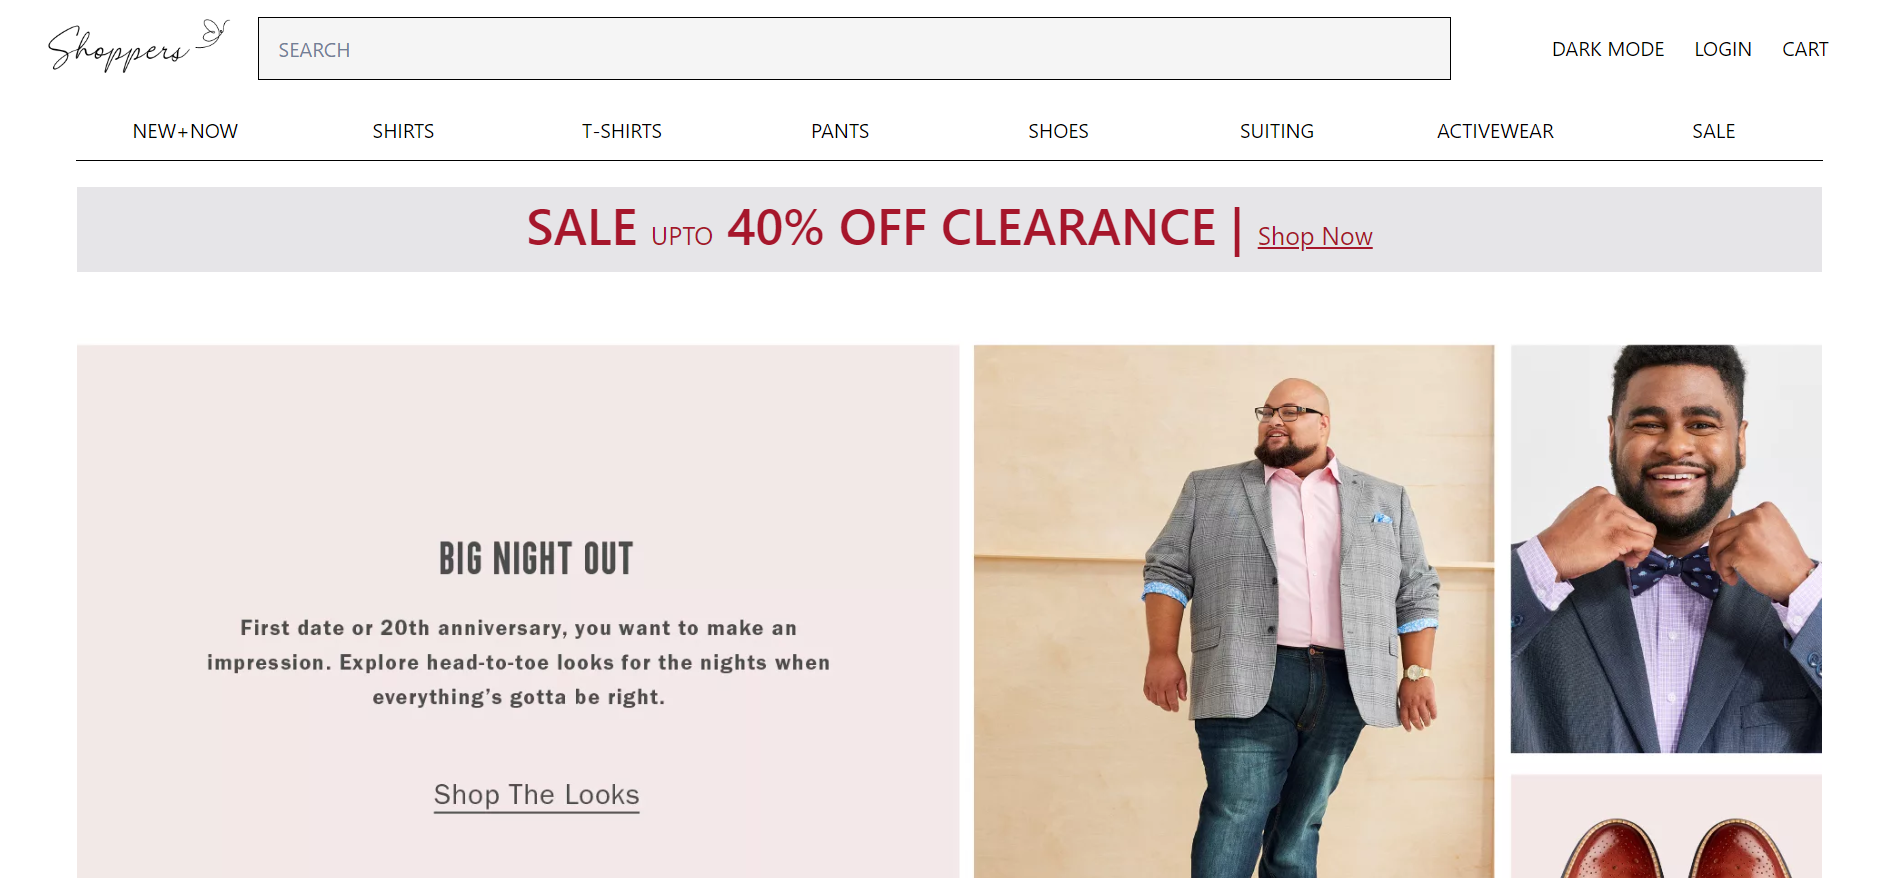 Shoppers
SEARCH
DARK MODE LOGIN CART
NEW+NOW SHIRTS T-SHIRTS PANTS SHOES SUITING ACTIVEWEAR SALE
SALE UPTO 40% OFF CLEARANCE | Shop Now
BIG NIGHT OUT
First date or 20th anniversary, you want to make an
impression. Explore head-to-toe looks for the nights when
everything’s gotta be right.
Shop The Looks